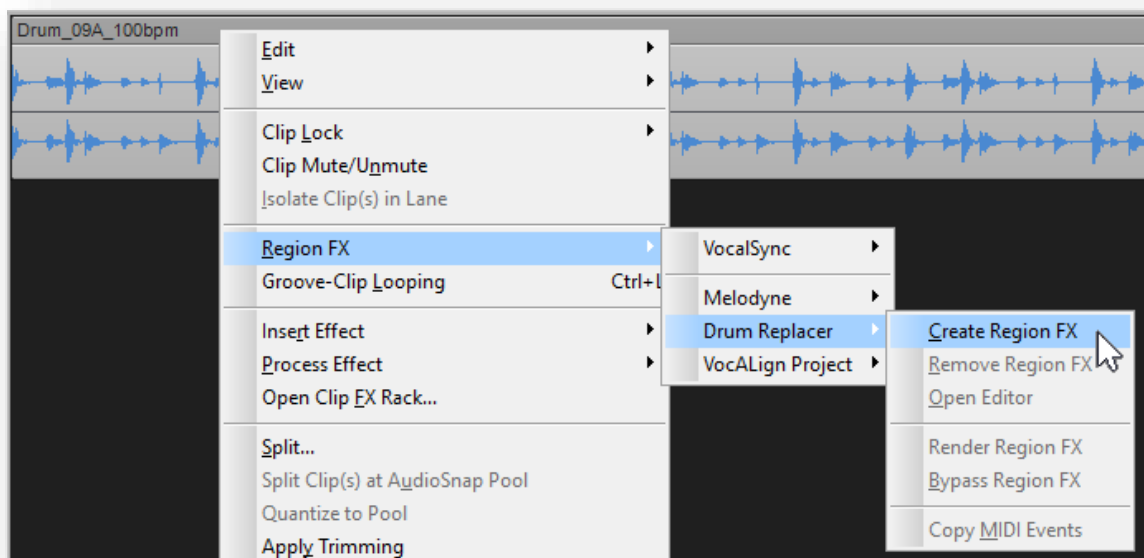 Drum_09A_100bpm
Edit
View
Clip Lock
Clip Mute/Unmute
Isolate Clip(s) in Lane
Region FX
Groove-Clip Looping Ctrl+L
Insert Effect
Process Effect
Open Clip FX Rack...
Split...
Split Clip(s) at AudioSnap Pool
Quantize to Pool
Apply Trimming
VocalSync
Melodyne
Drum Replacer
VocALign Project
Create Region FX
Remove Region FX
Open Editor
Render Region FX
Bypass Region FX
Copy MIDI Events